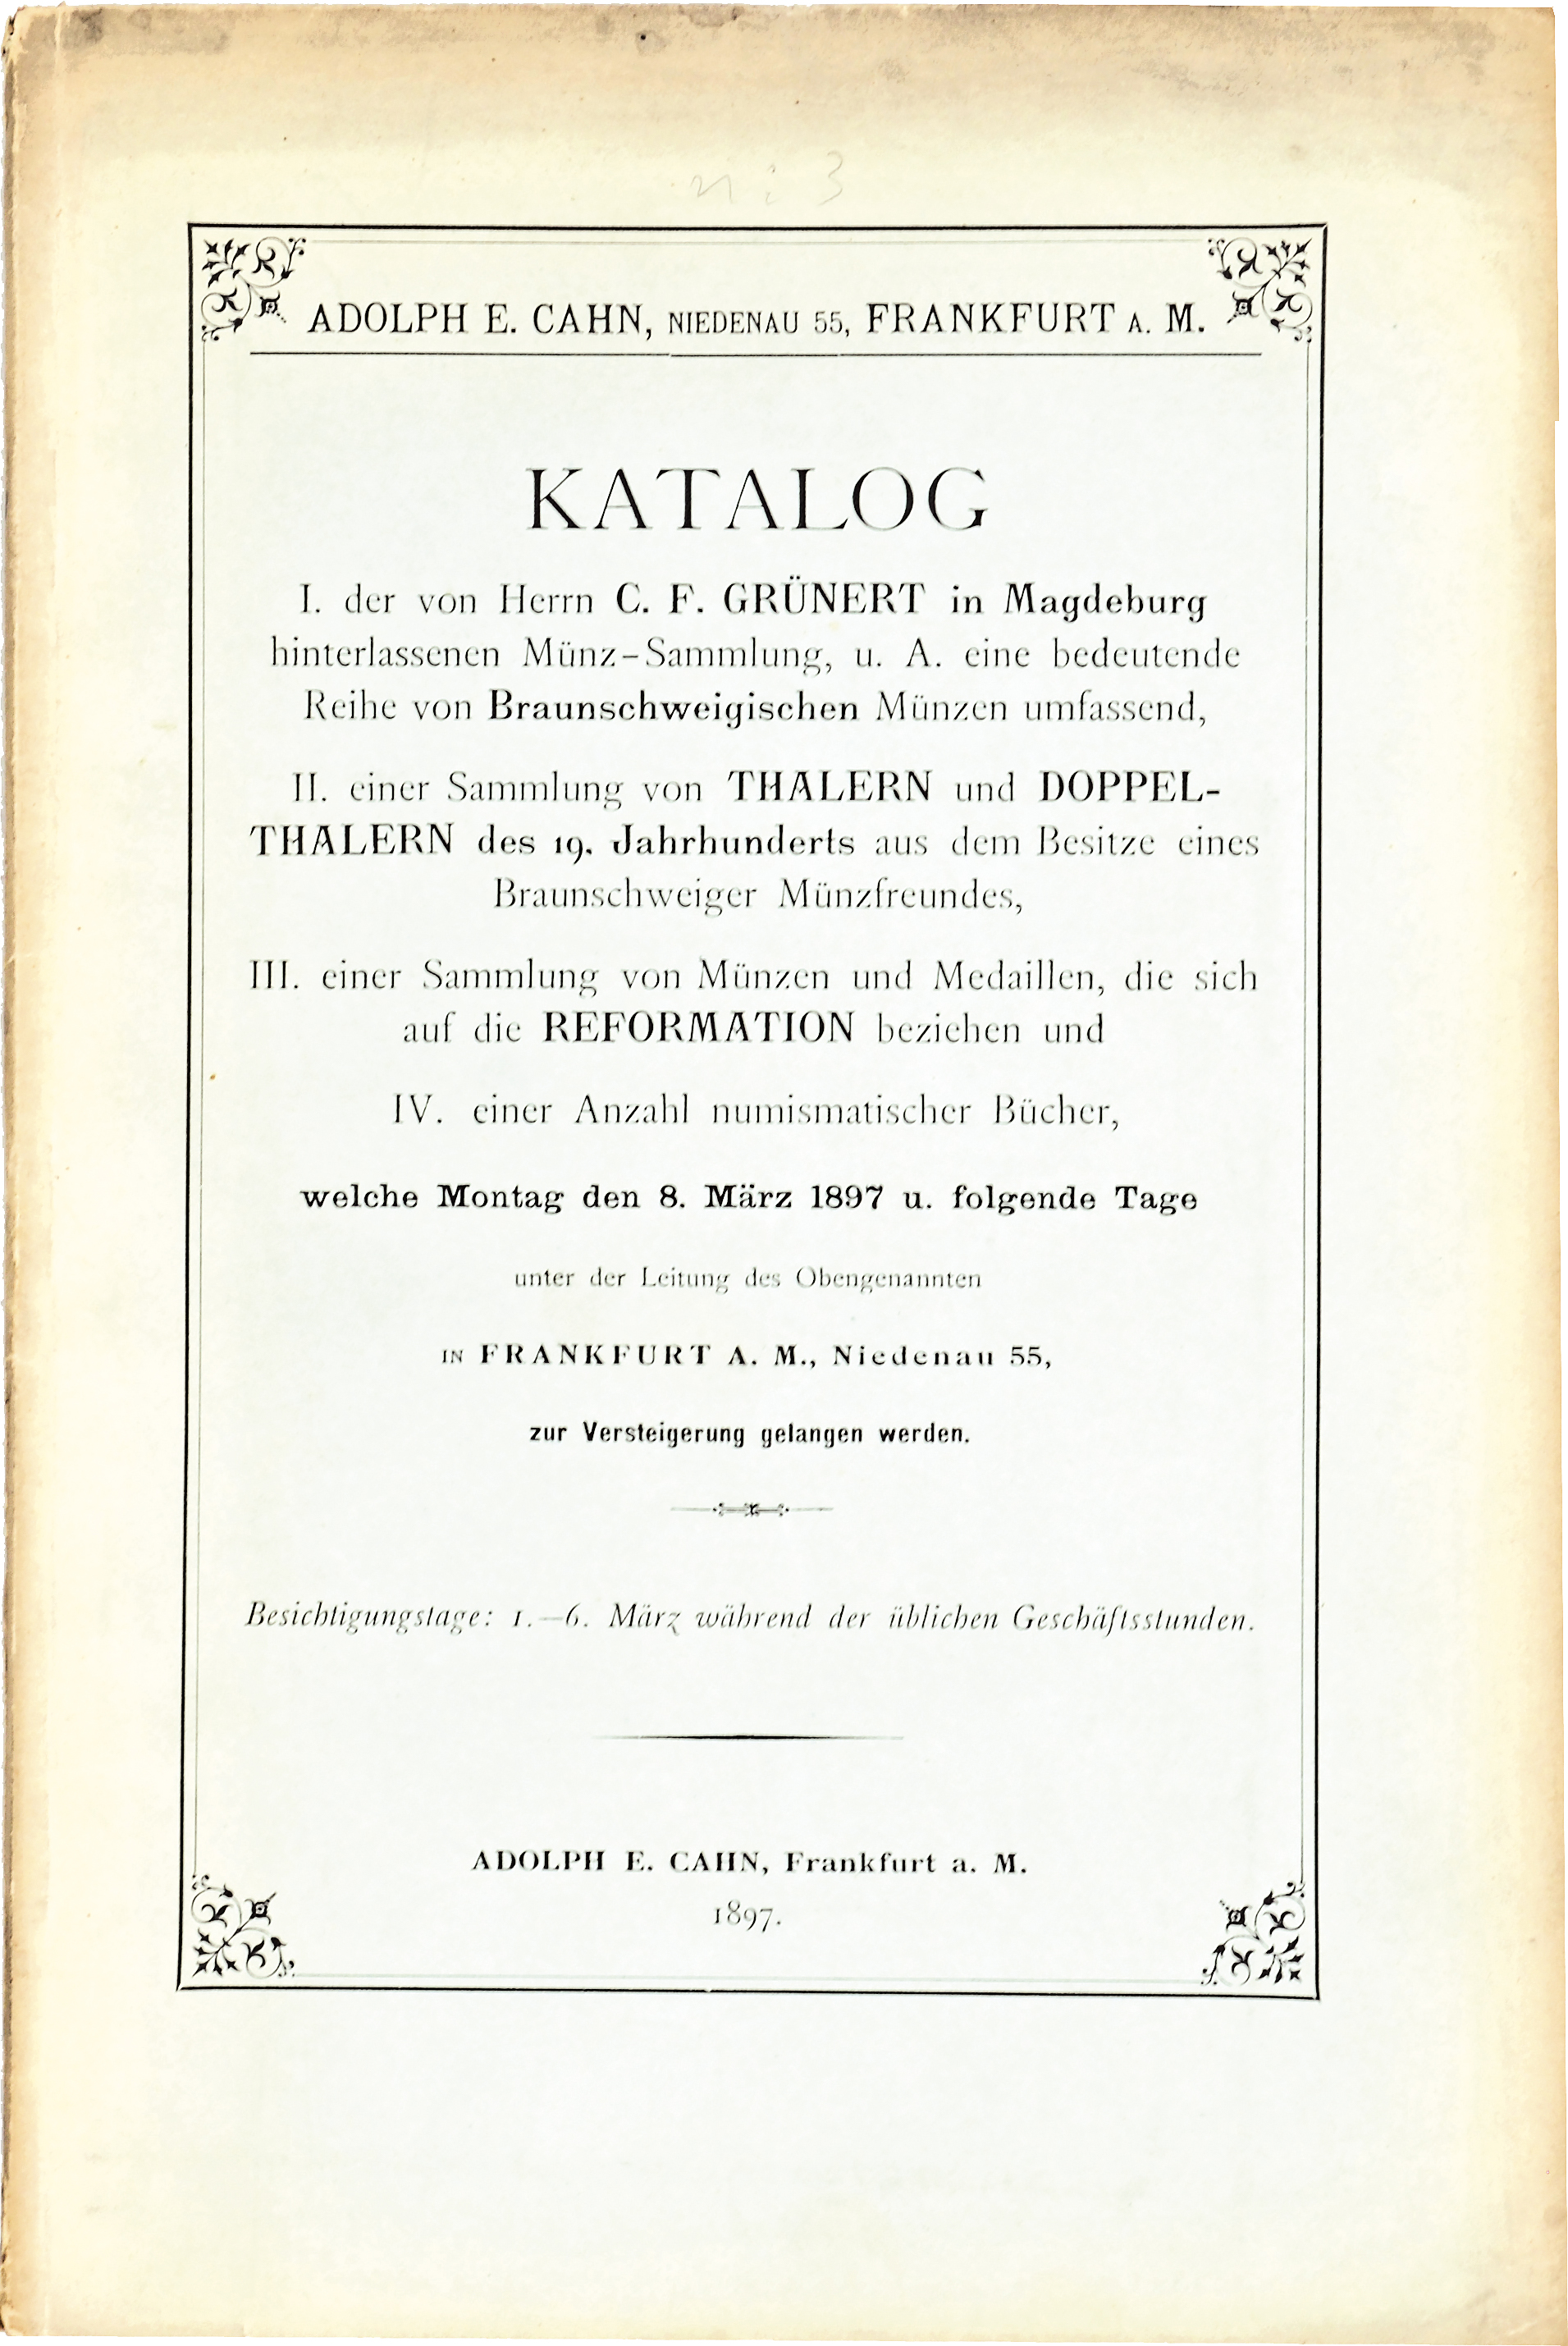 ADOLPH E. CAHN, NIEDENAU 55, FRANKFURT A. M.
KATALOG
I. der von Herrn C. F. GRÜNERT in Magdeburg
hinterlassenen Münz-Sammlung, u. A. eine bedeutende
Reihe von Braunschweigischen Münzen umfassend,
II. einer Sammlung von THALERN und DOPPEL-
THALERN des 19. Jahrhunderts aus dem Besitze eines
Braunschweiger Münzfreundes,
III. einer Sammlung von Münzen und Medaillen, die sich
auf die REFORMATION beziehen und
IV. einer Anzahl numismatischer Bücher,
welche Montag den 8. März 1897 u. folgende Tage
unter der Leitung des Obengenannten
IN FRANKFURT A. M., Niedenau 55,
zur Versteigerung gelangen werden.
Besichtigungstage: 1.—6. März während der üblichen Geschäftsstunden.
ADOLPH E. CAHN, Frankfurt a. M.
1897.